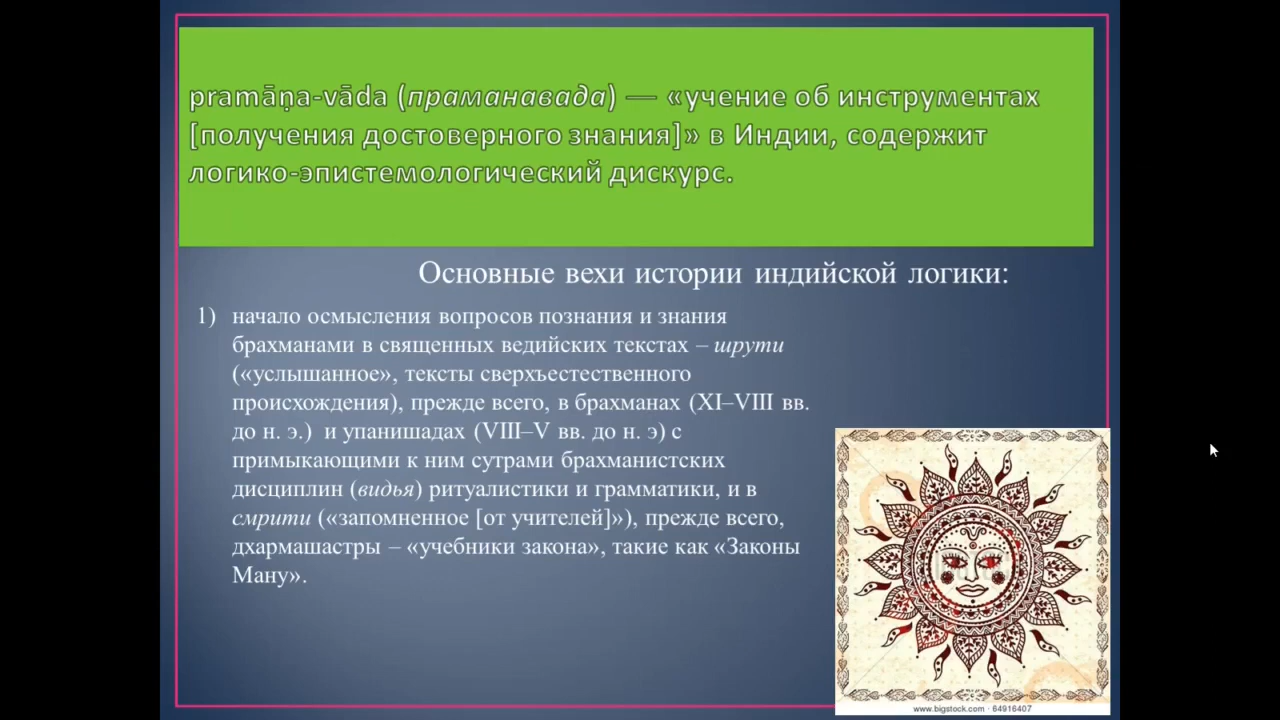 pramāṇa-vāda (праманавада) — «учение об инструментах
[получения достоверного знания]» в Индии, содержит
логико-эпистемологический дискурс.
Основные вехи истории индийской логики:
1) начало осмысления вопросов познания и знания
брахманами в священных ведийских текстах – шрути
(«услышанное», тексты сверхъестественного
происхождения), прежде всего, в брахманах (XI–VIII вв.
до н. э.) и упанишадах (VIII–V вв. до н. э) с
примыкающими к ним сутрами брахманистских
дисциплин (видья) ритуалистики и грамматики, и в
смрити («запомненное [от учителей]»), прежде всего,
дхармашастры – «учебники закона», такие как «Законы
Ману».
www.bigstock.com · 64916407